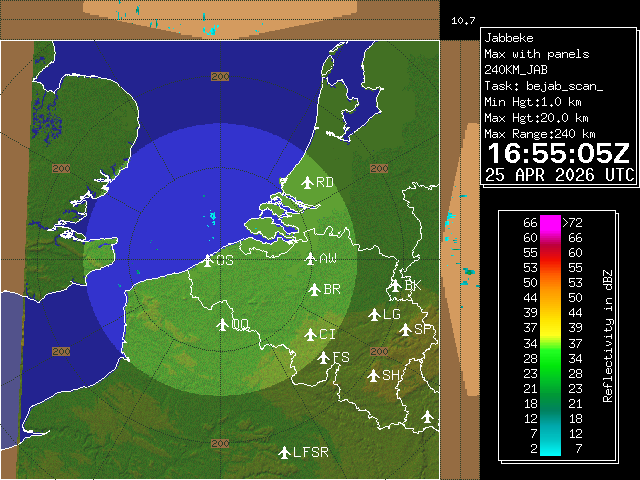 10.7
Jabbeke
Max with panels
240KM_JAB
Task: bejab_scan_
Min Hgt:1.0 km
Max Hgt:20.0 km
Max Range:240 km
16:55:05Z
25 APR 2026 UTC
200
200
200
RD
OS
AW
BR
BK
OO
LG
CI
SP
200
FS
200
SH
200
LFSR
66 >72
60 66
55 60
53 55
50 53
44 50
39 44
37 39
34 37
28 34
23 28
21 23
18 21
12 18
7 12
2 7
Reflectivity in dBZ